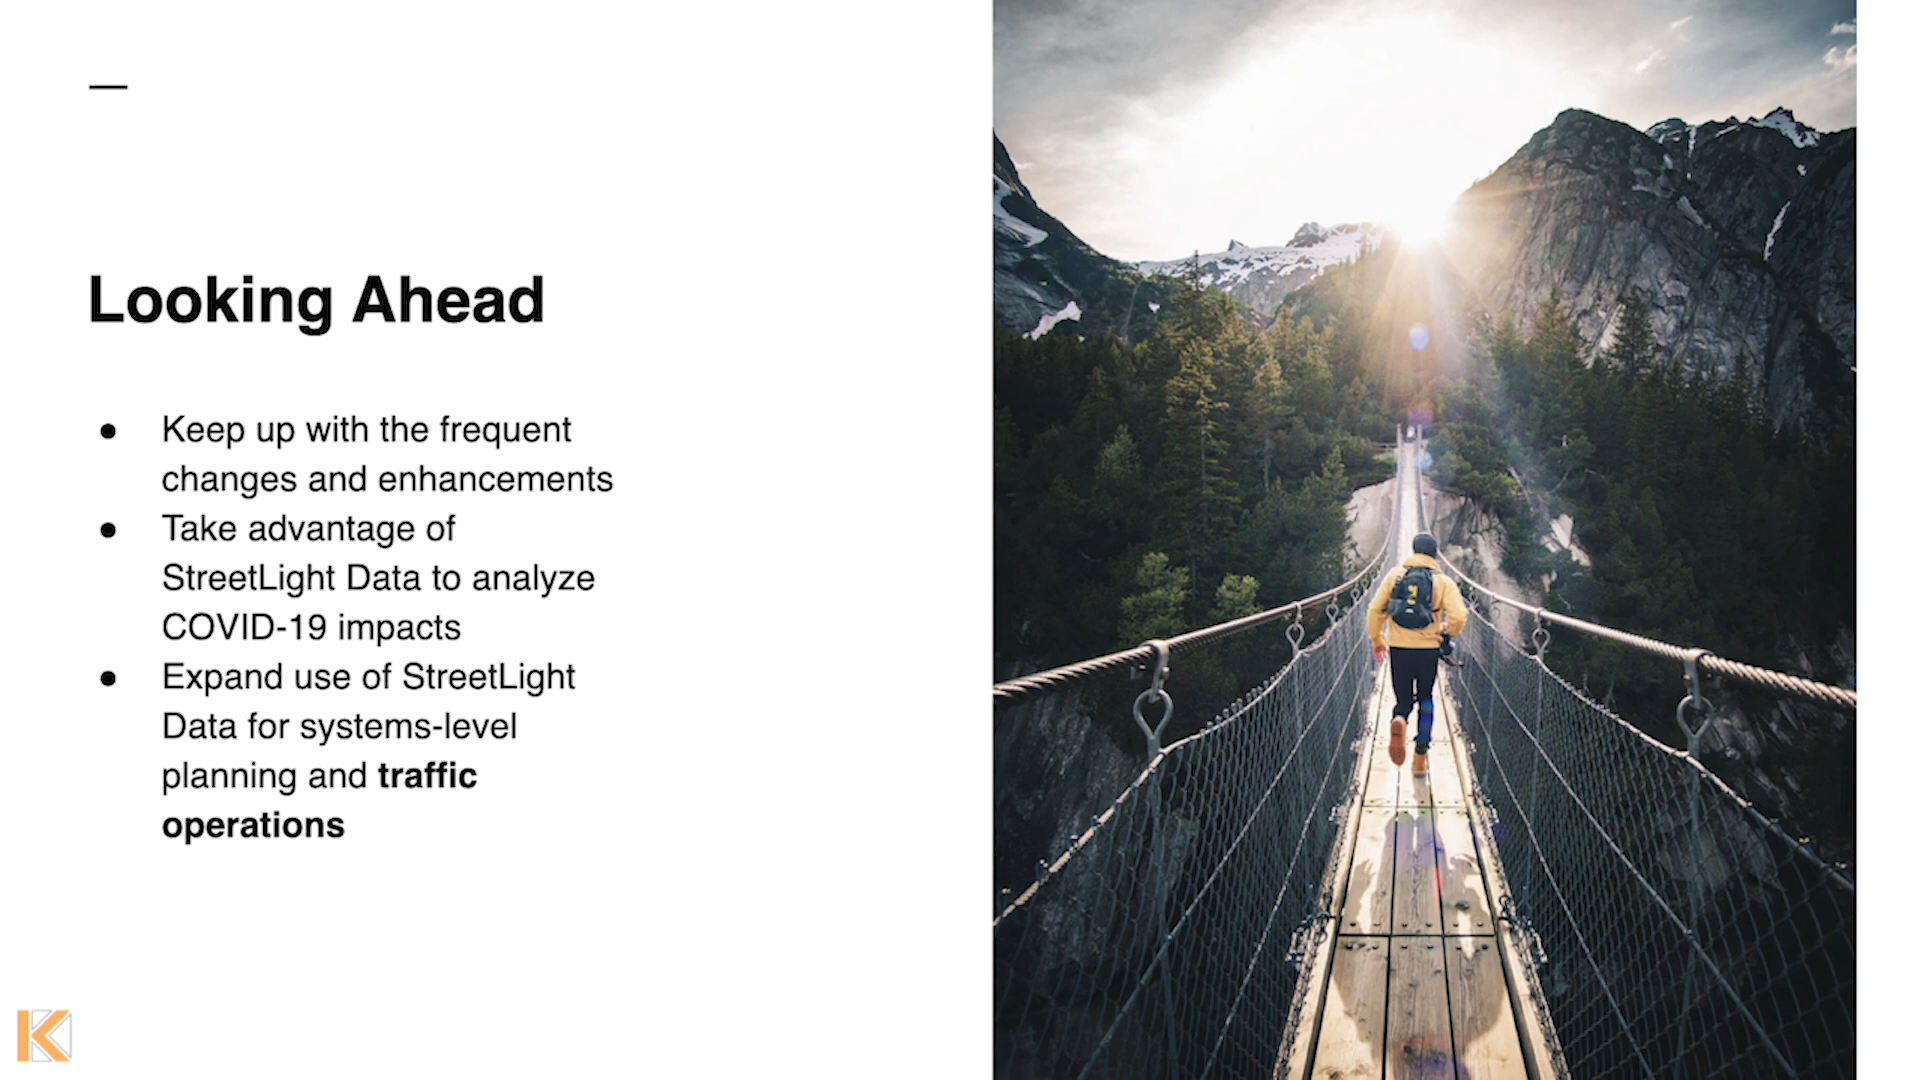 Looking Ahead
● Keep up with the frequent
changes and enhancements
● Take advantage of
StreetLight Data to analyze
COVID-19 impacts
● Expand use of StreetLight
Data for systems-level
planning and traffic
operations
K